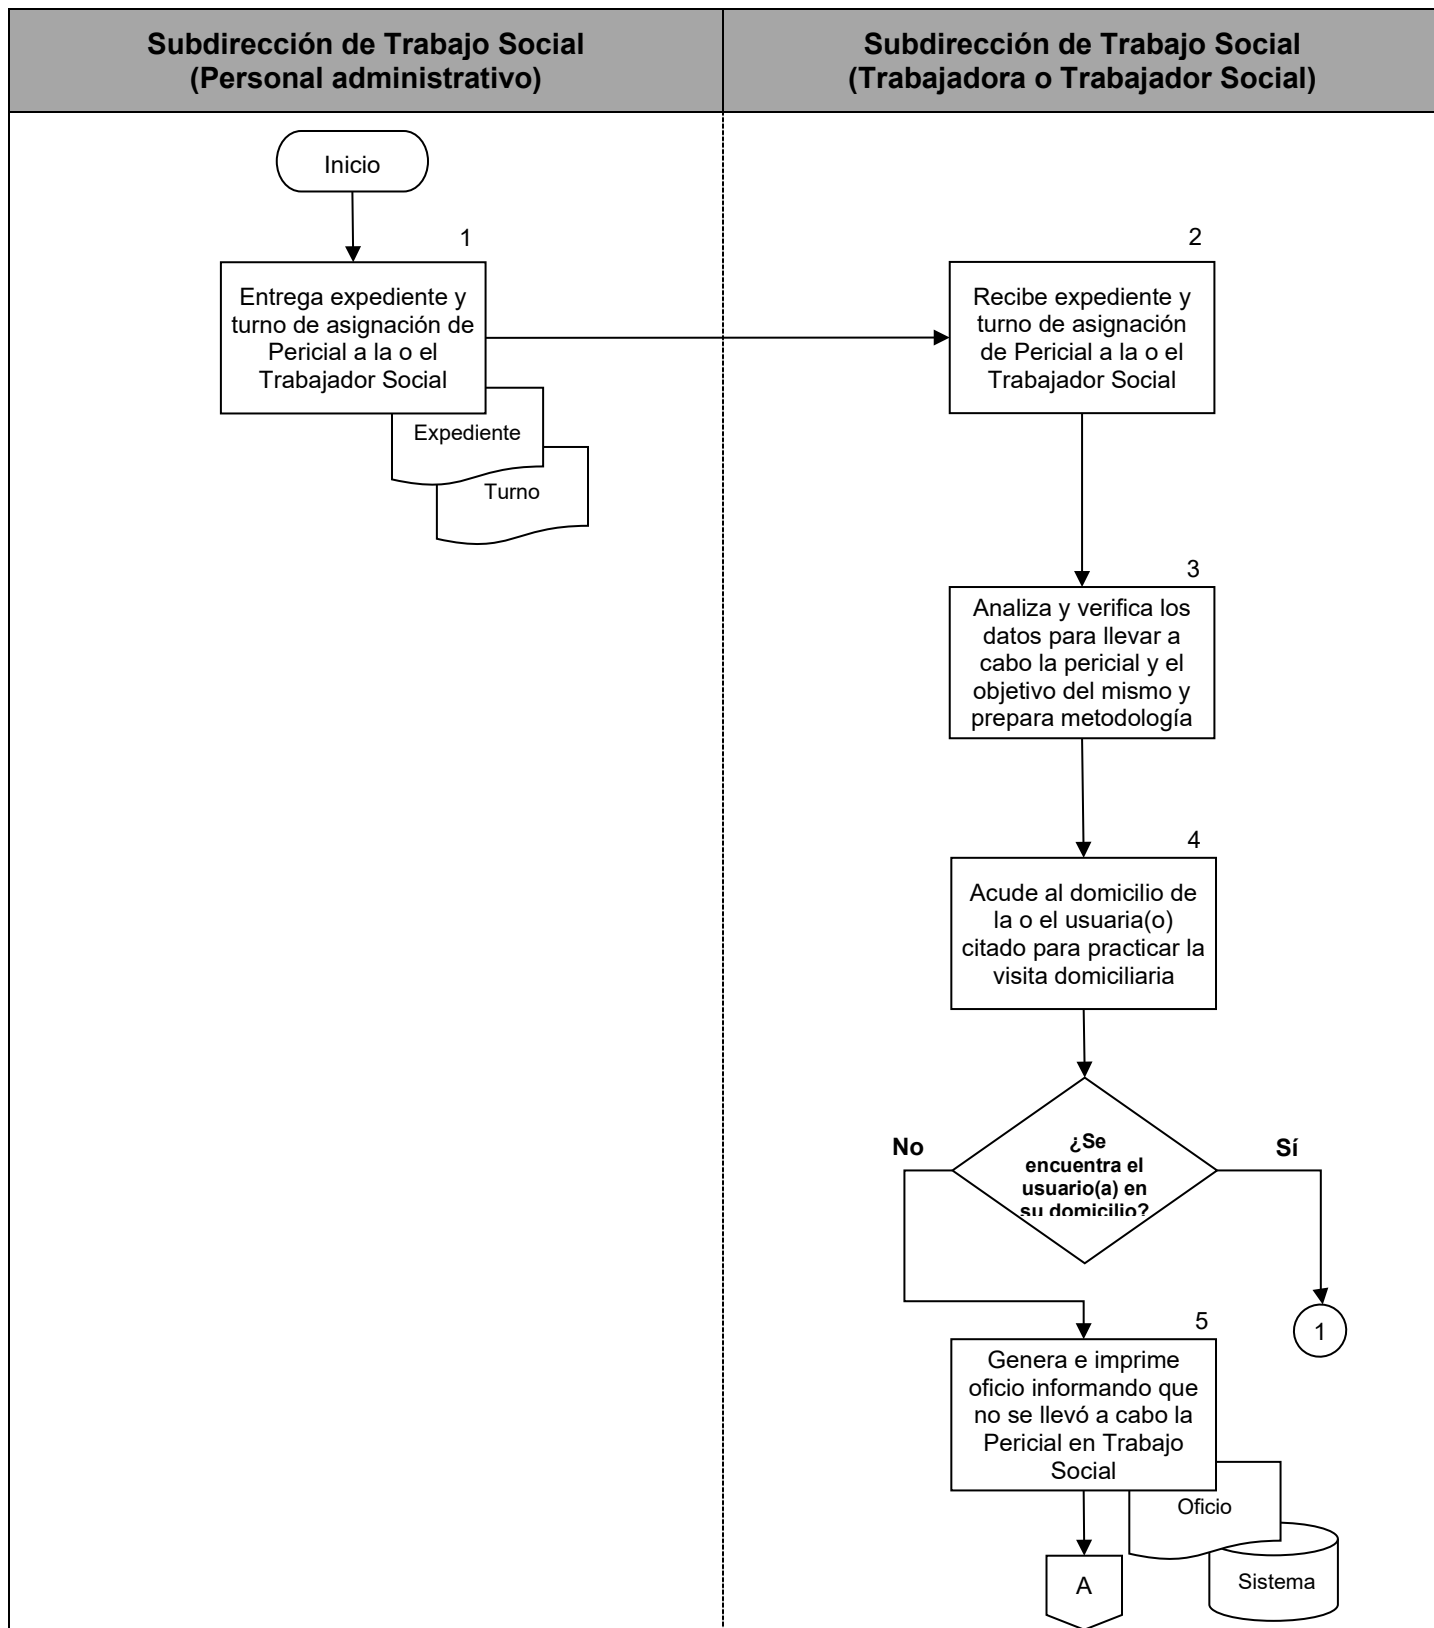 Subdirección de Trabajo Social
(Personal administrativo)
Subdirección de Trabajo Social
(Trabajadora o Trabajador Social)
Inicio
1
Entrega expediente y
turno de asignación de
Pericial a la o el
Trabajador Social
Expediente
Turno
2
Recibe expediente y
turno de asignación
de Pericial a la o el
Trabajador Social
3
Analiza y verifica los
datos para llevar a
cabo la pericial y el
objetivo del mismo y
prepara metodología
4
Acude al domicilio de
la o el usuaria(o)
citado para practicar la
visita domiciliaria
No
¿Se
encuentra el
usuario(a) en
su domicilio?
Sí
1
5
Genera e imprime
oficio informando que
no se llevó a cabo la
Pericial en Trabajo
Social
Oficio
Sistema
A